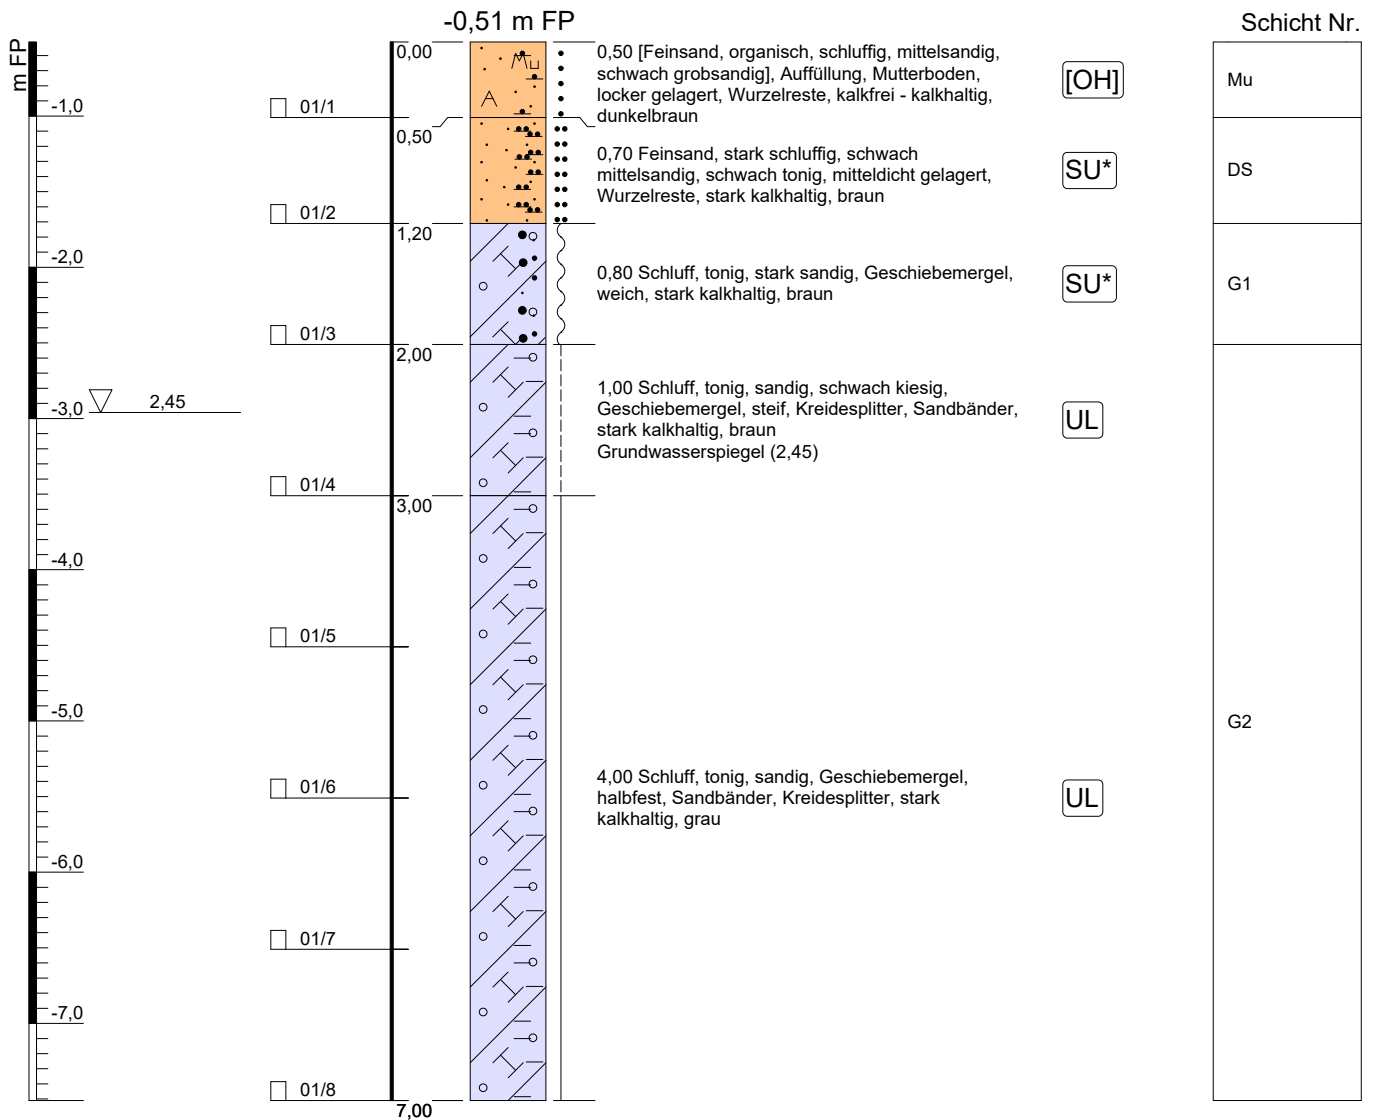 -0,51 m FP
Schicht Nr.
m FP
-1,0
-2,0
-3,0
-4,0
-5,0
-6,0
-7,0
2,45
01/1
01/2
01/3
01/4
01/5
01/6
01/7
01/8
0,00
0,50
1,20
2,00
3,00
7,00
Mu
A
0,50 [Feinsand, organisch, schluffig, mittelsandig,
schwach grobsandig], Auffüllung, Mutterboden,
locker gelagert, Wurzelreste, kalkfrei - kalkhaltig,
dunkelbraun
[OH]
Mu
0,70 Feinsand, stark schluffig, schwach
mittelsandig, schwach tonig, mitteldicht gelagert,
Wurzelreste, stark kalkhaltig, braun
SU*
DS
0,80 Schluff, tonig, stark sandig, Geschiebemergel,
weich, stark kalkhaltig, braun
SU*
G1
1,00 Schluff, tonig, sandig, schwach kiesig,
Geschiebemergel, steif, Kreidesplitter, Sandbänder,
stark kalkhaltig, braun
Grundwasserspiegel (2,45)
UL
G2
4,00 Schluff, tonig, sandig, Geschiebemergel,
halbfest, Sandbänder, Kreidesplitter, stark
kalkhaltig, grau
UL